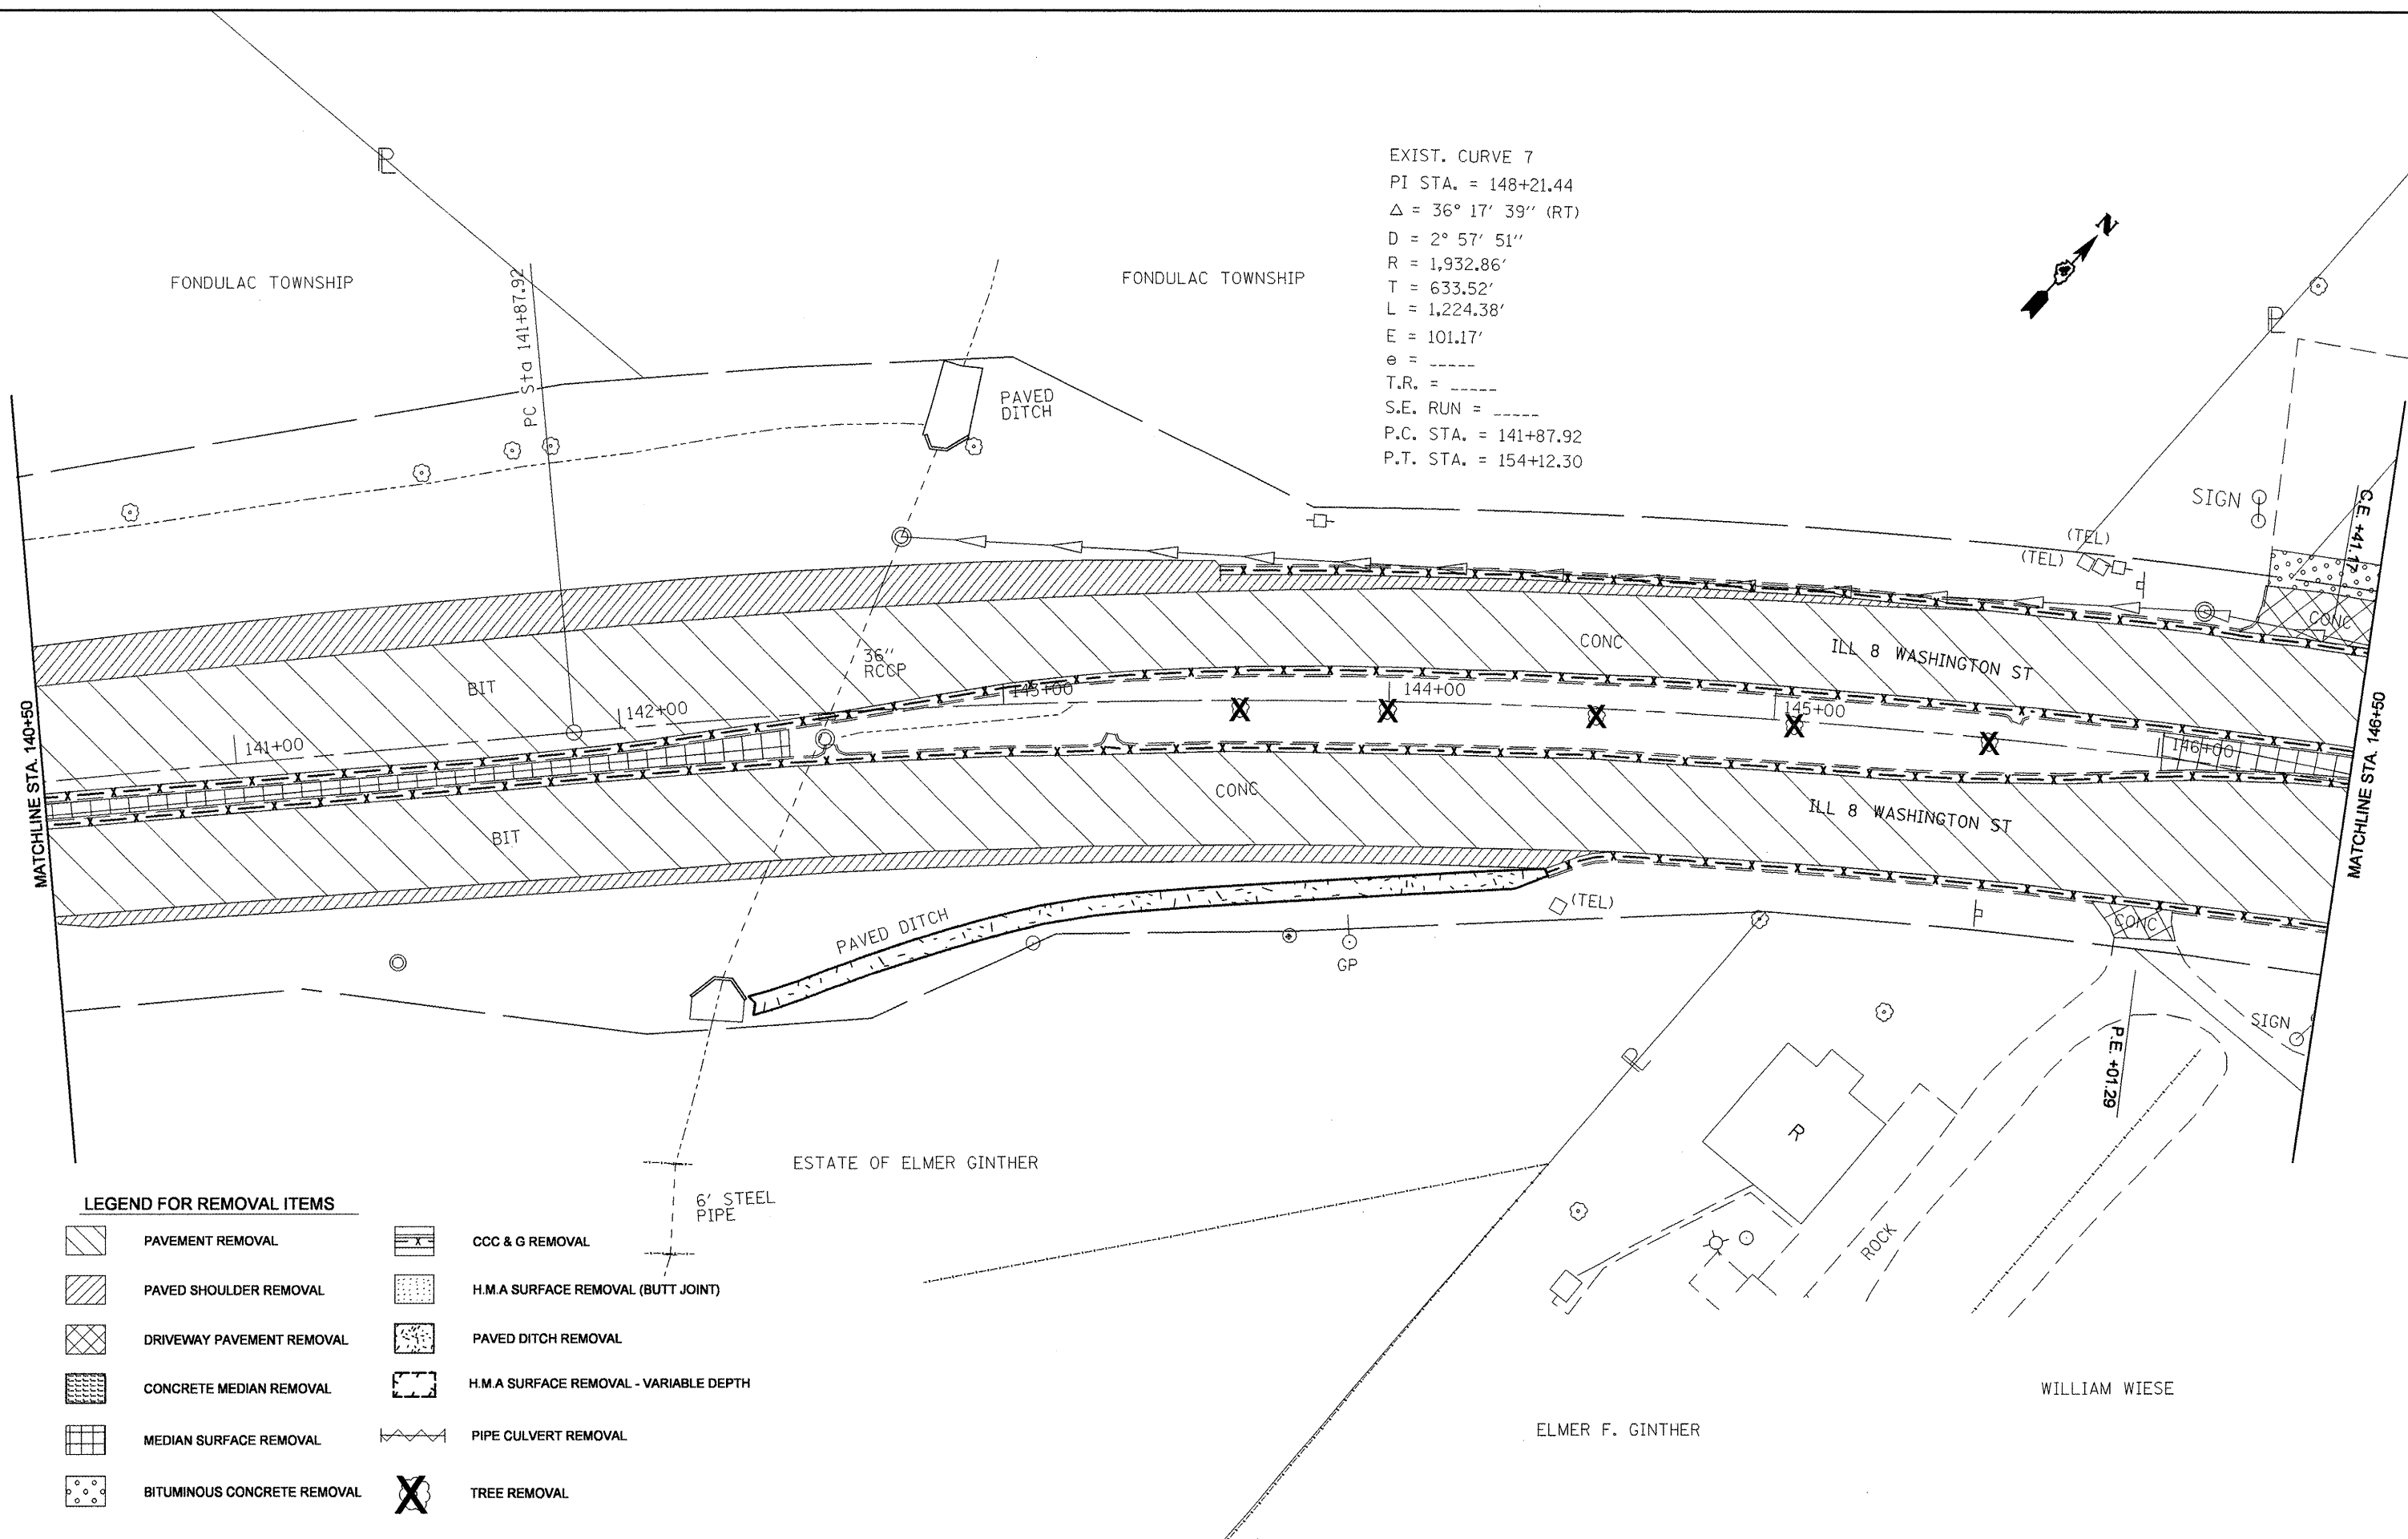 EXIST. CURVE 7
PI STA. = 148+21.44
Δ = 36° 17' 39'' (RT)
D = 2° 57' 51''
R = 1,932.86'
T = 633.52'
L = 1,224.38'
E = 101.17'
e = _____
T.R. = _____
S.E. RUN = _____
P.C. STA. = 141+87.92
P.T. STA. = 154+12.30
N
PL
PL
FONDULAC TOWNSHIP
FONDULAC TOWNSHIP
PC Sta 141+87.92
PAVED
DITCH
SIGN
C.E. +41.17
(TEL)
(TEL)
CONC
CONC
ILL 8 WASHINGTON ST
36''
RCCP
BIT
141+00
142+00
143+00
144+00
145+00
146+00
MATCHLINE STA. 140+50
MATCHLINE STA. 146+50
CONC
ILL 8 WASHINGTON ST
BIT
PAVED DITCH
(TEL)
GP
CONC
SIGN
P.E. +01.29
PL
R
ROCK
ESTATE OF ELMER GINTHER
6' STEEL
PIPE
WILLIAM WIESE
ELMER F. GINTHER
LEGEND FOR REMOVAL ITEMS
PAVEMENT REMOVAL
PAVED SHOULDER REMOVAL
DRIVEWAY PAVEMENT REMOVAL
CONCRETE MEDIAN REMOVAL
MEDIAN SURFACE REMOVAL
BITUMINOUS CONCRETE REMOVAL
CCC & G REMOVAL
H.M.A SURFACE REMOVAL (BUTT JOINT)
PAVED DITCH REMOVAL
H.M.A SURFACE REMOVAL - VARIABLE DEPTH
PIPE CULVERT REMOVAL
TREE REMOVAL